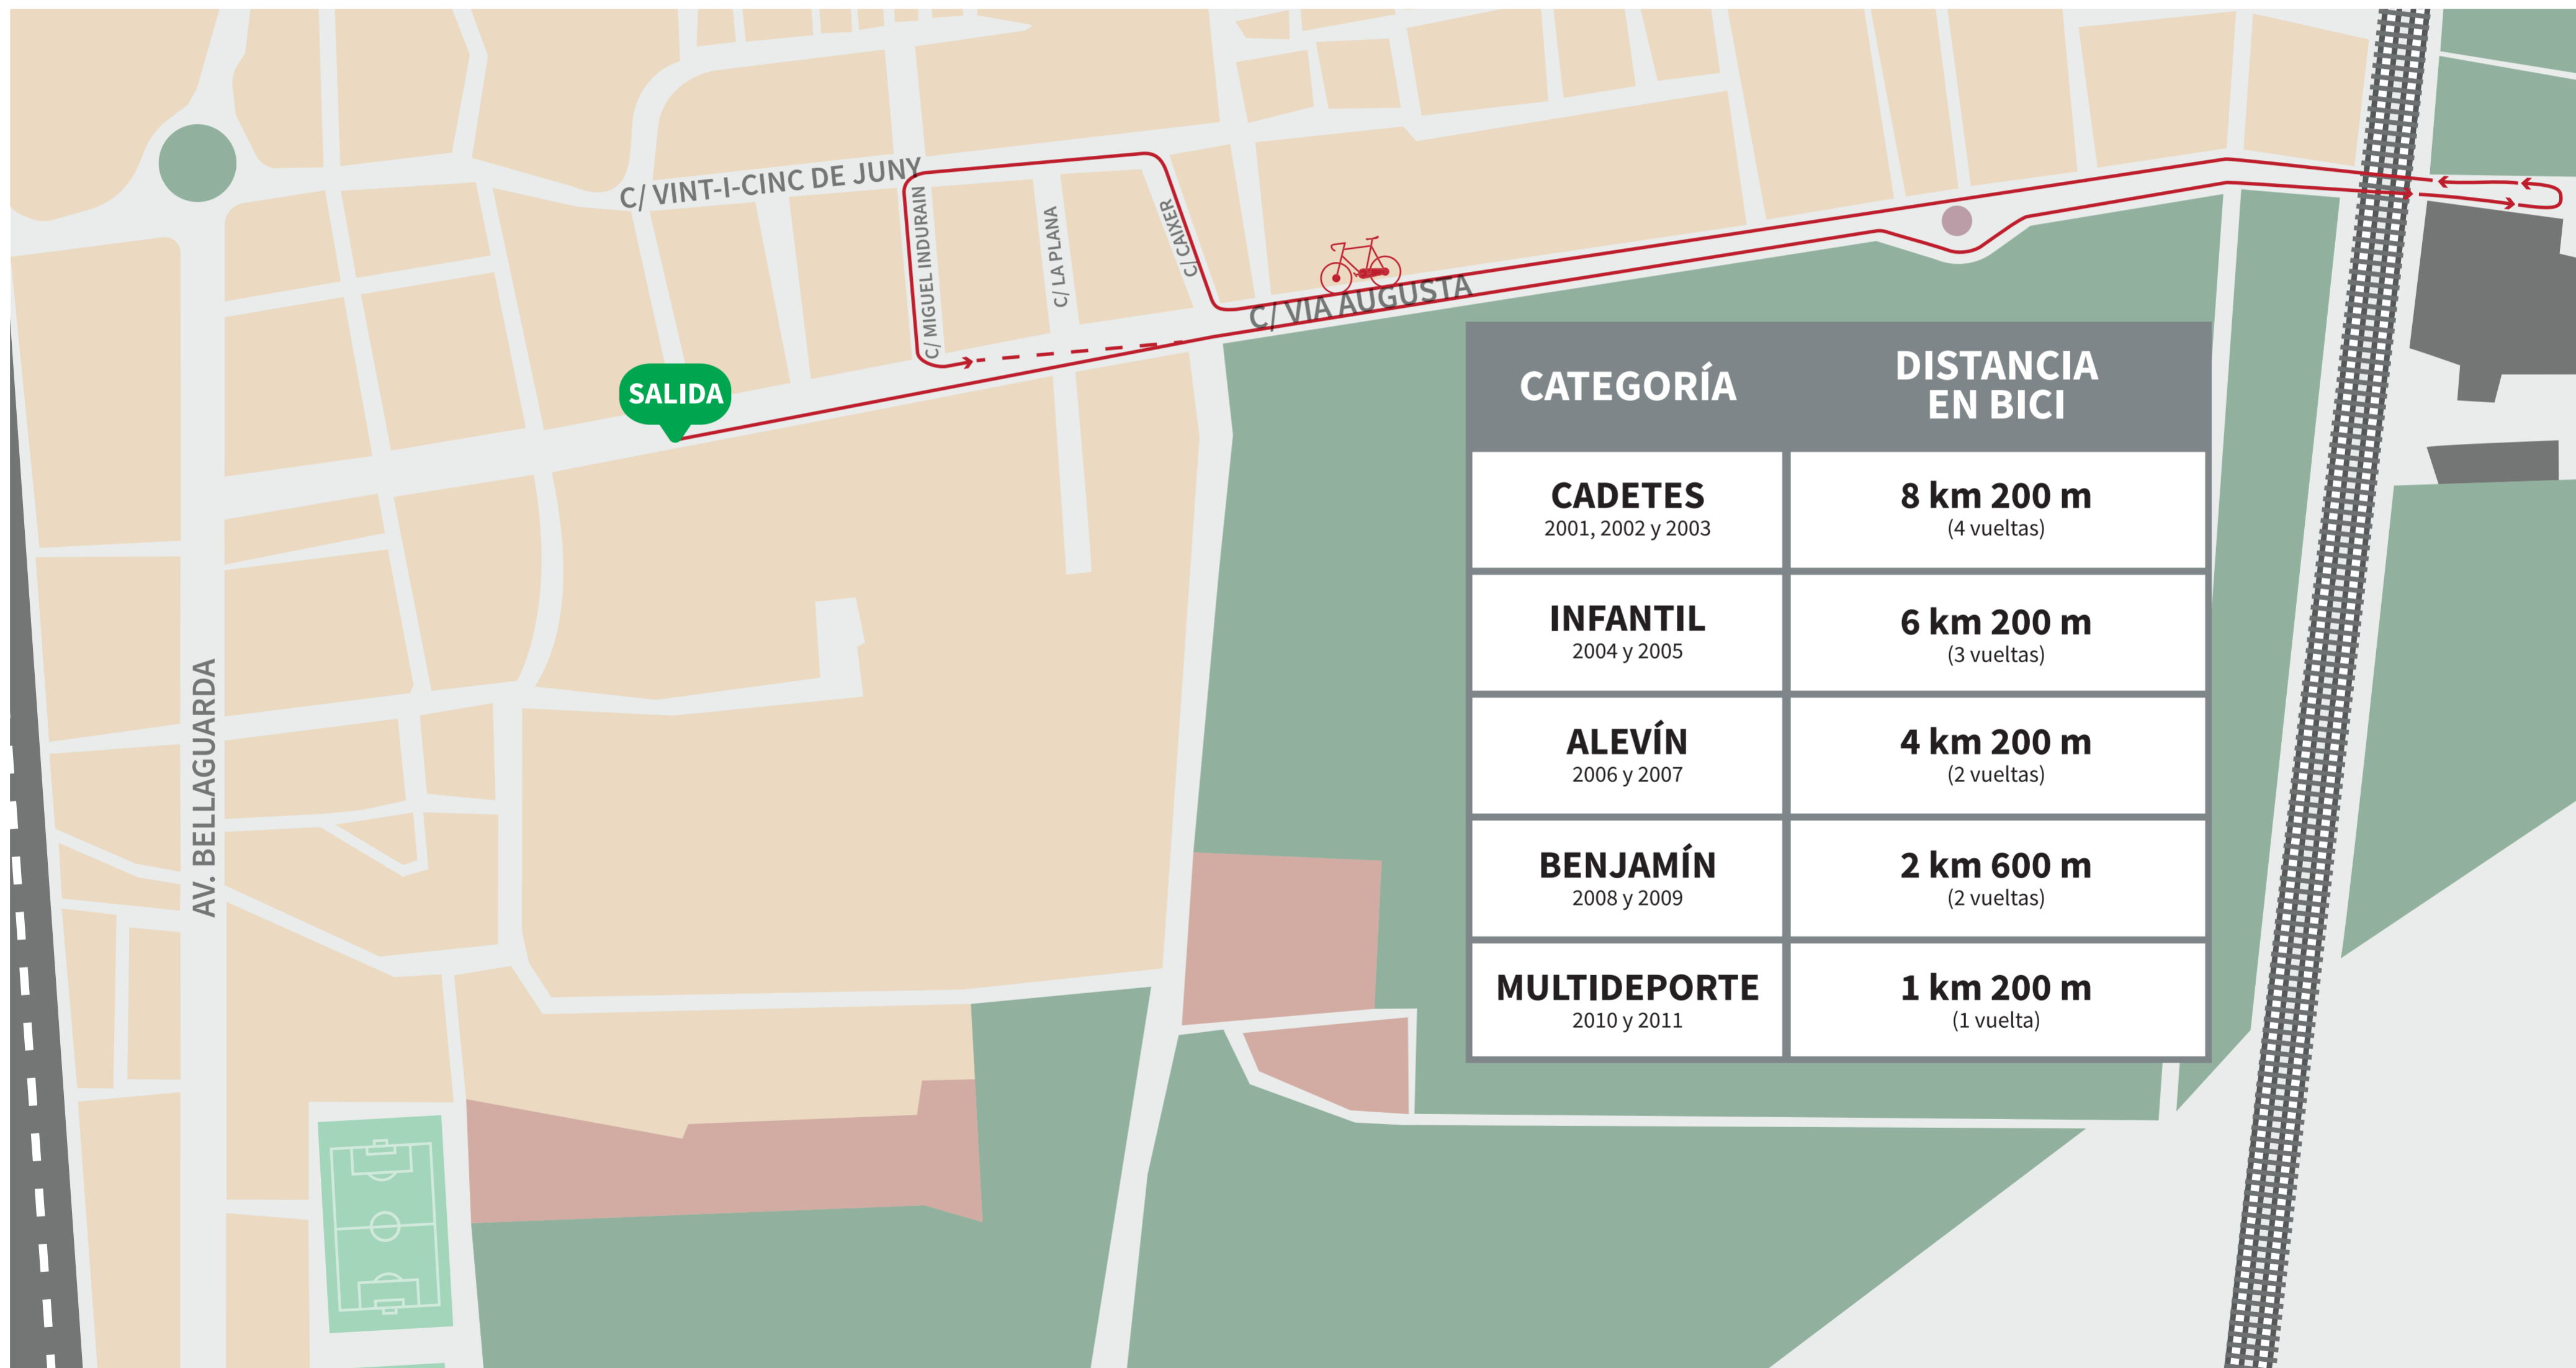 C/ VINT-I-CINC DE JUNY
C/ MIGUEL INDURAIN
C/ LA PLANA
C/ CAIXER
C/ VIA AUGUSTA
SALIDA
AV. BELLAGUARDA
CATEGORÍA
DISTANCIA
EN BICI
CADETES
2001, 2002 y 2003
8 km 200 m
(4 vueltas)
INFANTIL
2004 y 2005
6 km 200 m
(3 vueltas)
ALEVÍN
2006 y 2007
4 km 200 m
(2 vueltas)
BENJAMÍN
2008 y 2009
2 km 600 m
(2 vueltas)
MULTIDEPORTE
2010 y 2011
1 km 200 m
(1 vuelta)